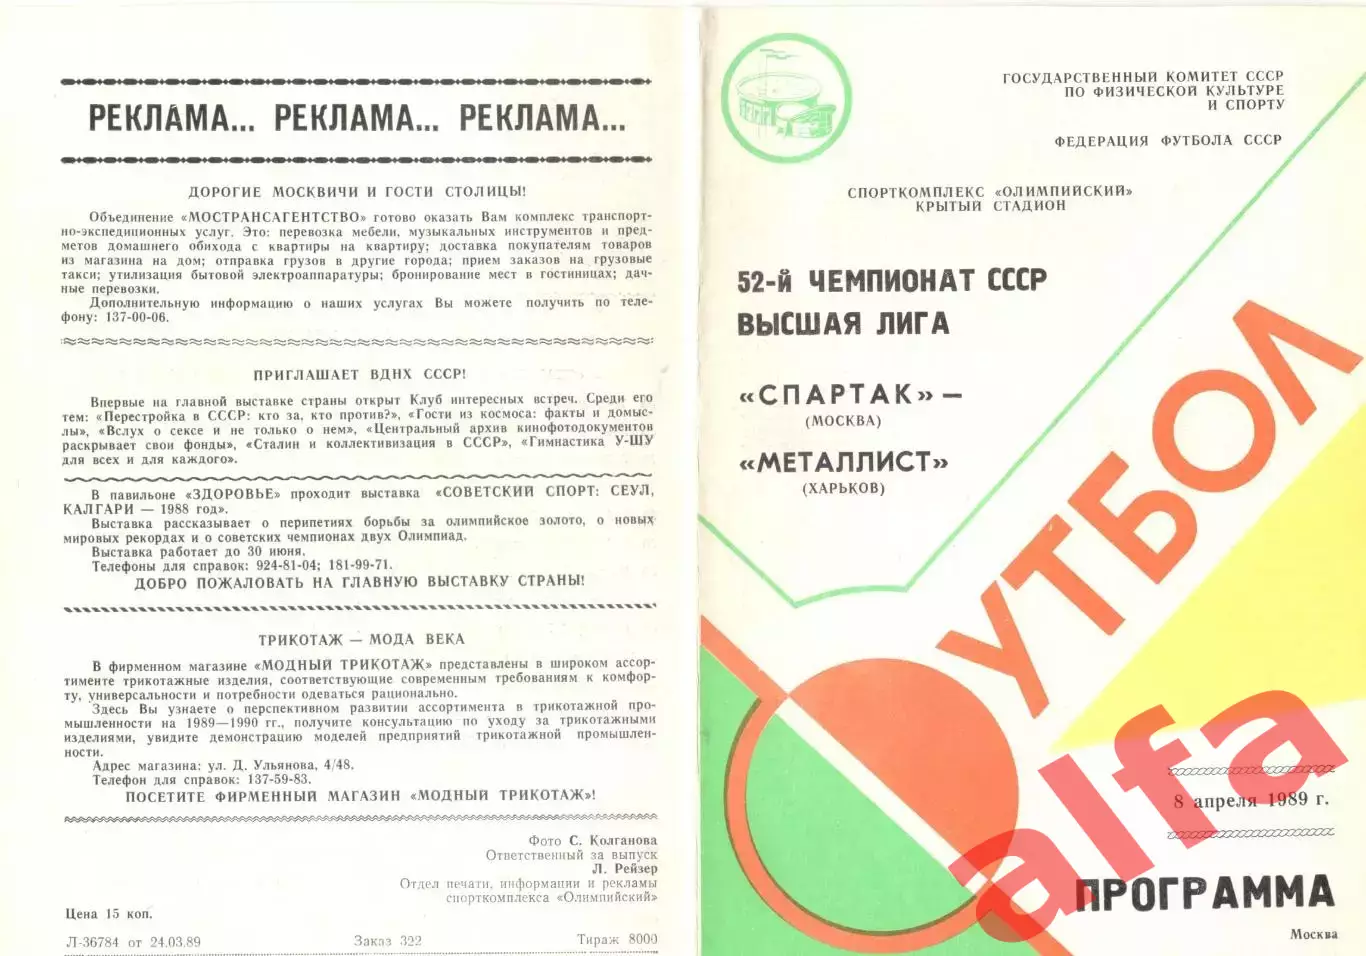 РЕКЛАМА... РЕКЛАМА... РЕКЛАМА...
ДОРОГИЕ МОСКВИЧИ И ГОСТИ СТОЛИЦЫ!
Объединение «МОСТРАНСАГЕНТСТВО» готово оказать Вам комплекс транспорт-
но-экспедиционных услуг. Это: перевозка мебели, музыкальных инструментов и пред-
метов домашнего обихода с квартиры на квартиру; доставка покупателям товаров
из магазина на дом; отправка грузов в другие города; прием заказов на грузовые
такси; утилизация бытовой электроаппаратуры; бронирование мест в гостиницах; дач-
ные перевозки.
Дополнительную информацию о наших услугах Вы можете получить по теле-
фону: 137-00-06.
ПРИГЛАШАЕТ ВДНХ СССР!
Впервые на главной выставке страны открыт Клуб интересных встреч. Среди его
тем: «Перестройка в СССР: кто за, кто против?», «Гости из космоса: факты и домыс-
лы», «Вслух о сексе и не только о нем», «Центральный архив кинофотодокументов
раскрывает свои фонды», «Сталин и коллективизация в СССР», «Гимнастика У-ШУ
для всех и для каждого».
В павильоне «ЗДОРОВЬЕ» проходит выставка «СОВЕТСКИЙ СПОРТ: СЕУЛ,
КАЛГАРИ — 1988 год».
Выставка рассказывает о перипетиях борьбы за олимпийское золото, о новых
мировых рекордах и о советских чемпионах двух Олимпиад.
Выставка работает до 30 июня.
Телефоны для справок: 924-81-04; 181-99-71.
ДОБРО ПОЖАЛОВАТЬ НА ГЛАВНУЮ ВЫСТАВКУ СТРАНЫ!
ТРИКОТАЖ — МОДА ВЕКА
В фирменном магазине «МОДНЫЙ ТРИКОТАЖ» представлены в широком ассор-
тименте трикотажные изделия, соответствующие современным требованиям к комфор-
ту, универсальности и потребности одеваться рационально.
Здесь Вы узнаете о перспективном развитии ассортимента в трикотажной про-
мышленности на 1989—1990 гг., получите консультацию по уходу за трикотажными
изделиями, увидите демонстрацию моделей предприятий трикотажной промышлен-
ности.
Адрес магазина: ул. Д. Ульянова, 4/48.
Телефон для справок: 137-59-83.
ПОСЕТИТЕ ФИРМЕННЫЙ МАГАЗИН «МОДНЫЙ ТРИКОТАЖ»!
Фото С. Колганова
Ответственный за выпуск
Л. Рейзер
Отдел печати, информации и рекламы
спорткомплекса «Олимпийский»
Цена 15 коп.
Л-36784 от 24.03.89 Заказ 322 Тираж 8000
ГОСУДАРСТВЕННЫЙ КОМИТЕТ СССР
ПО ФИЗИЧЕСКОЙ КУЛЬТУРЕ
И СПОРТУ
ФЕДЕРАЦИЯ ФУТБОЛА СССР
СПОРТКОМПЛЕКС «ОЛИМПИЙСКИЙ»
КРЫТЫЙ СТАДИОН
52-й ЧЕМПИОНАТ СССР
ВЫСШАЯ ЛИГА
«СПАРТАК» —
(МОСКВА)
«МЕТАЛЛИСТ»
(ХАРЬКОВ)
ФУТБОЛ
8 апреля 1989 г.
ПРОГРАММА
Москва
alfa